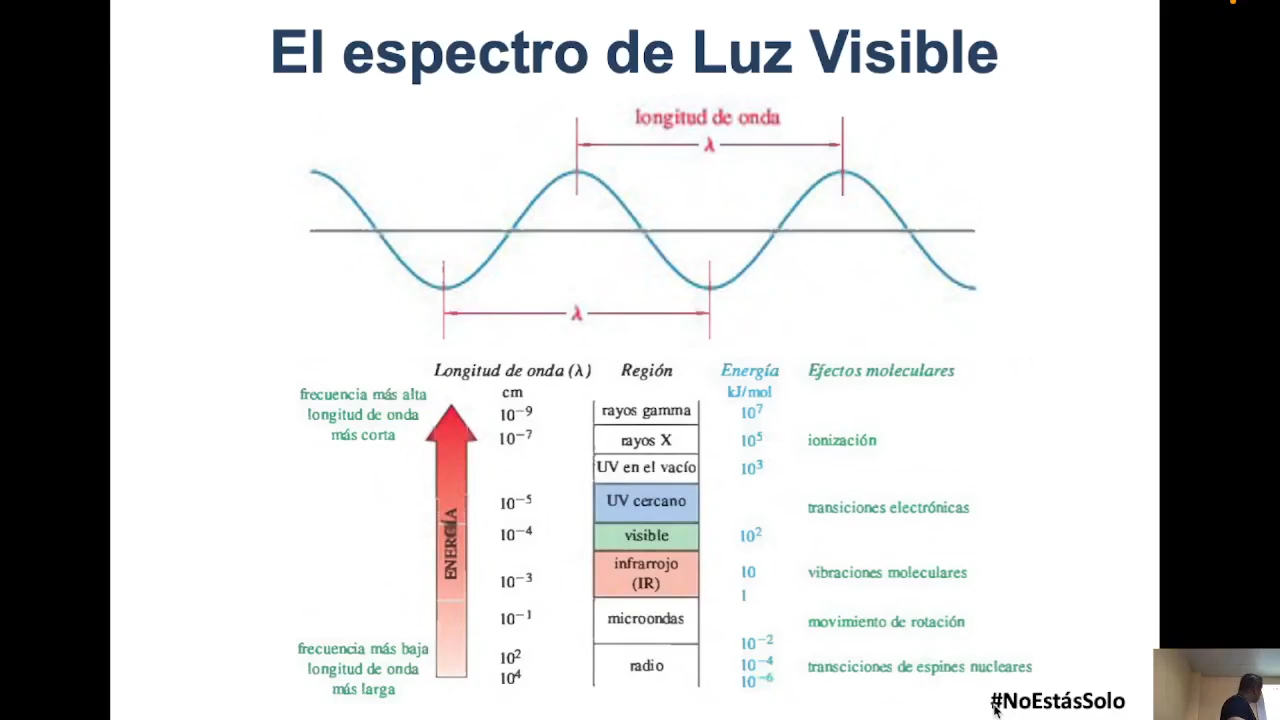 El espectro de Luz Visible
longitud de onda
λ
λ
Longitud de onda (λ) Región Energía Efectos moleculares
cm kJ/mol
frecuencia más alta
longitud de onda
más corta
10⁻⁹ rayos gamma 10⁷
10⁻⁷ rayos X 10⁵ ionización
UV en el vacío 10³
10⁻⁵ UV cercano transiciones electrónicas
10⁻⁴ visible 10²
ENERGÍA
infrarrojo
(IR)
10⁻³ 10 vibraciones moleculares
1
10⁻¹ microondas movimiento de rotación
10⁻²
frecuencia más baja
longitud de onda
más larga
10² radio 10⁻⁴ transciciones de espines nucleares
10⁴ 10⁻⁶
#NoEstásSolo